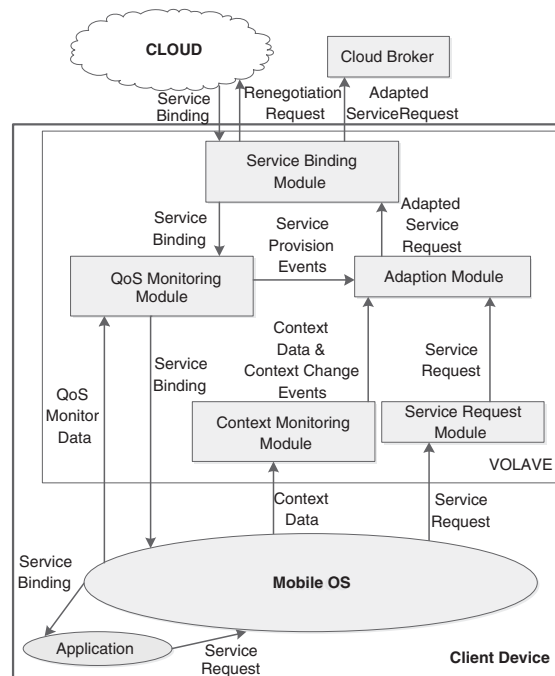 CLOUD
Cloud Broker
Service
Binding
Renegotiation
Request
Adapted
ServiceRequest
Service Binding
Module
Service
Binding
Service
Provision
Events
Adapted
Service
Request
QoS Monitoring
Module
Adaption Module
Context
Data &
Context Change
Events
Service
Request
QoS
Monitor
Data
Service
Binding
Context Monitoring
Module
Service Request
Module
VOLAVE
Context
Data
Service
Request
Service
Binding
Mobile OS
Application
Service
Request
Client Device